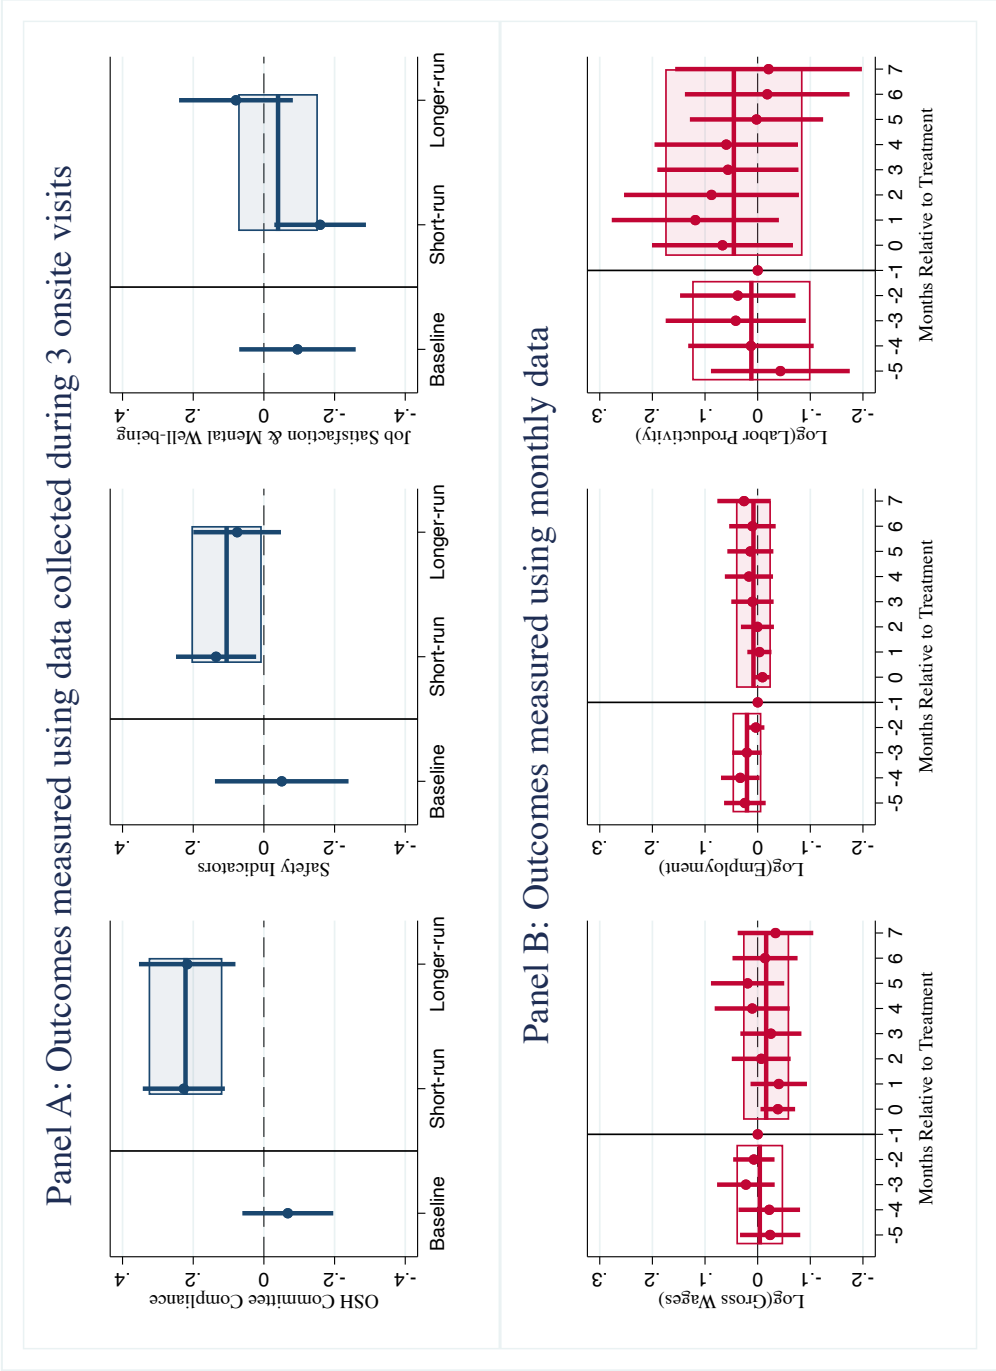 Panel A: Outcomes measured using data collected during 3 onsite visits
OSH Committee Compliance
.4
.2
0
-.2
-.4
Baseline
Short-run
Longer-run
Safety Indicators
.4
.2
0
-.2
-.4
Baseline
Short-run
Longer-run
Job Satisfaction & Mental Well-being
.4
.2
0
-.2
-.4
Baseline
Short-run
Longer-run
Panel B: Outcomes measured using monthly data
Log(Gross Wages)
.3
.2
.1
0
-.1
-.2
-5 -4 -3 -2 -1 0 1 2 3 4 5 6 7
Months Relative to Treatment
Log(Employment)
.3
.2
.1
0
-.1
-.2
-5 -4 -3 -2 -1 0 1 2 3 4 5 6 7
Months Relative to Treatment
Log(Labor Productivity)
.3
.2
.1
0
-.1
-.2
-5 -4 -3 -2 -1 0 1 2 3 4 5 6 7
Months Relative to Treatment